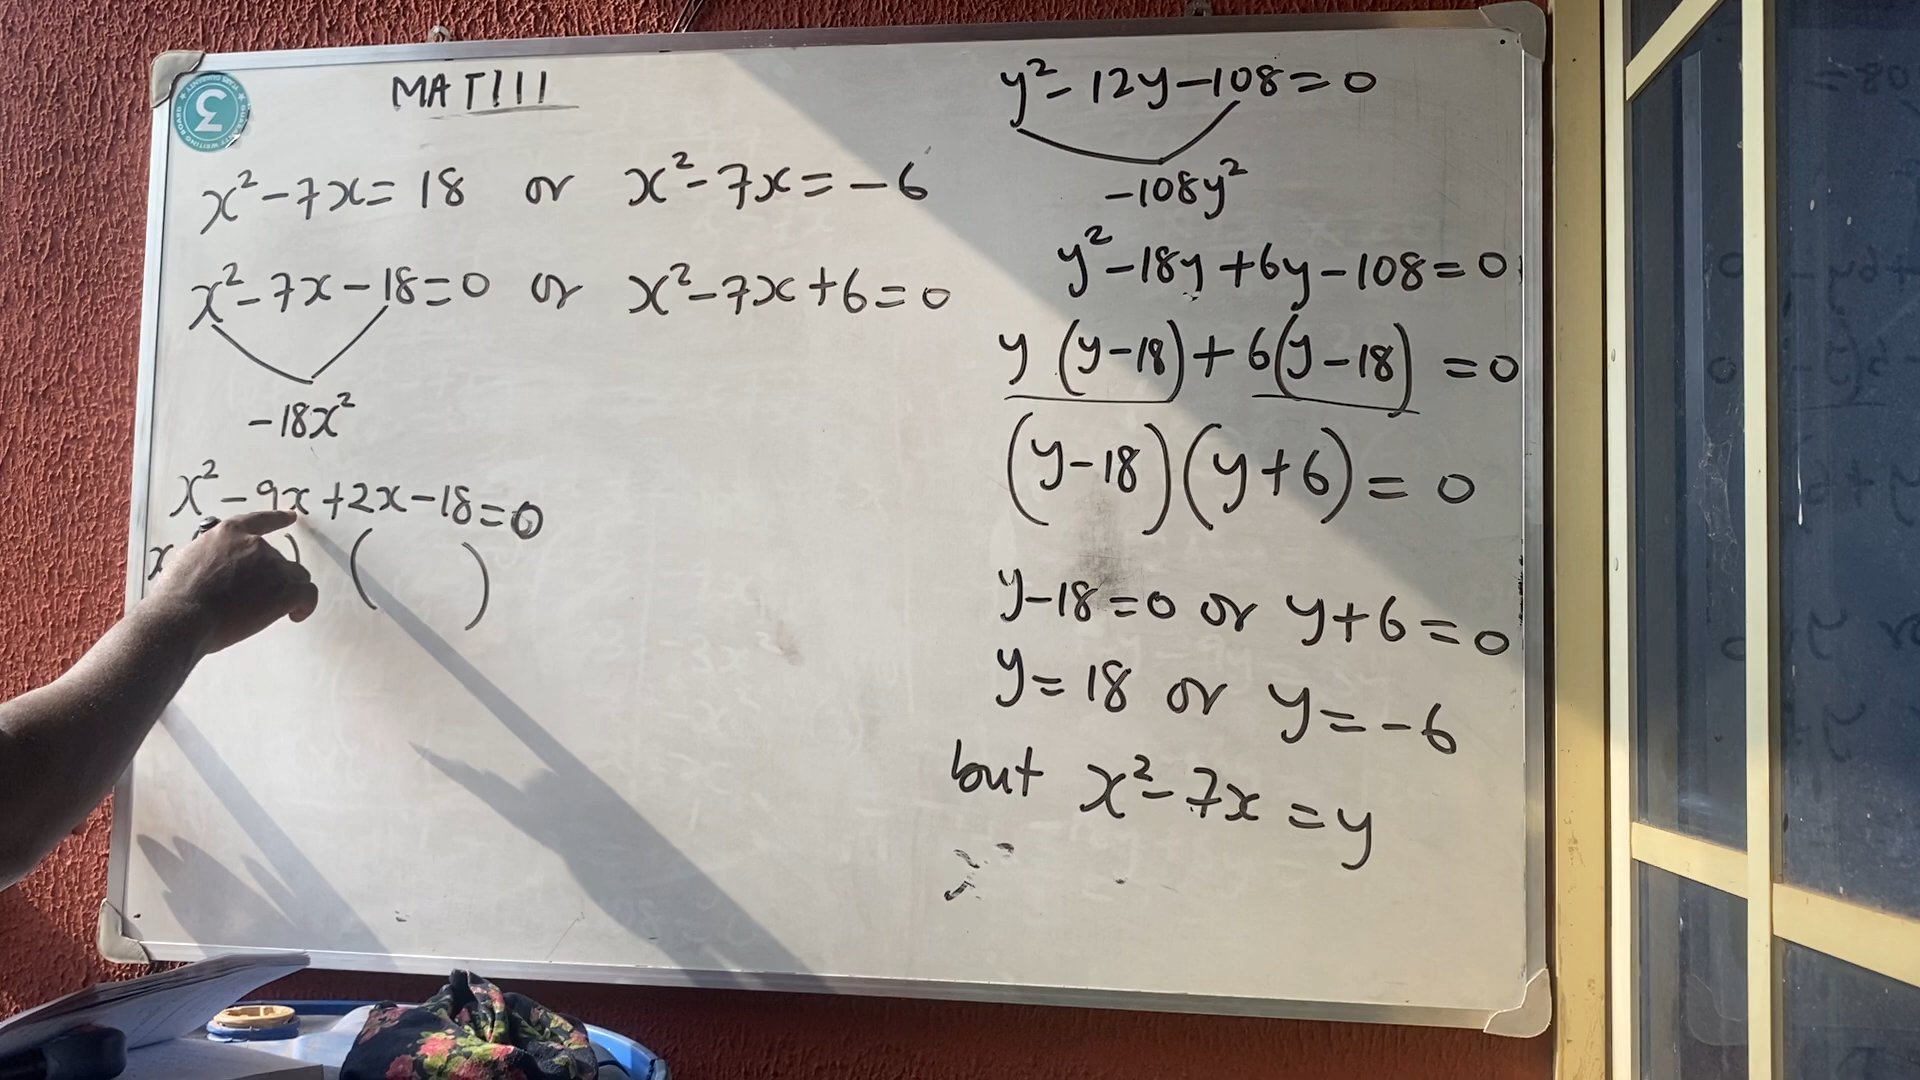 MAT111
x² - 7x = 18 or x² - 7x = -6
x² - 7x - 18 = 0 or x² - 7x + 6 = 0
-18x²
x² - 9x + 2x - 18 = 0
x ) ( )
y² - 12y - 108 = 0
-108y²
y² - 18y + 6y - 108 = 0
y (y - 18) + 6(y - 18) = 0
(y - 18) (y + 6) = 0
y - 18 = 0 or y + 6 = 0
y = 18 or y = -6
but x² - 7x = y